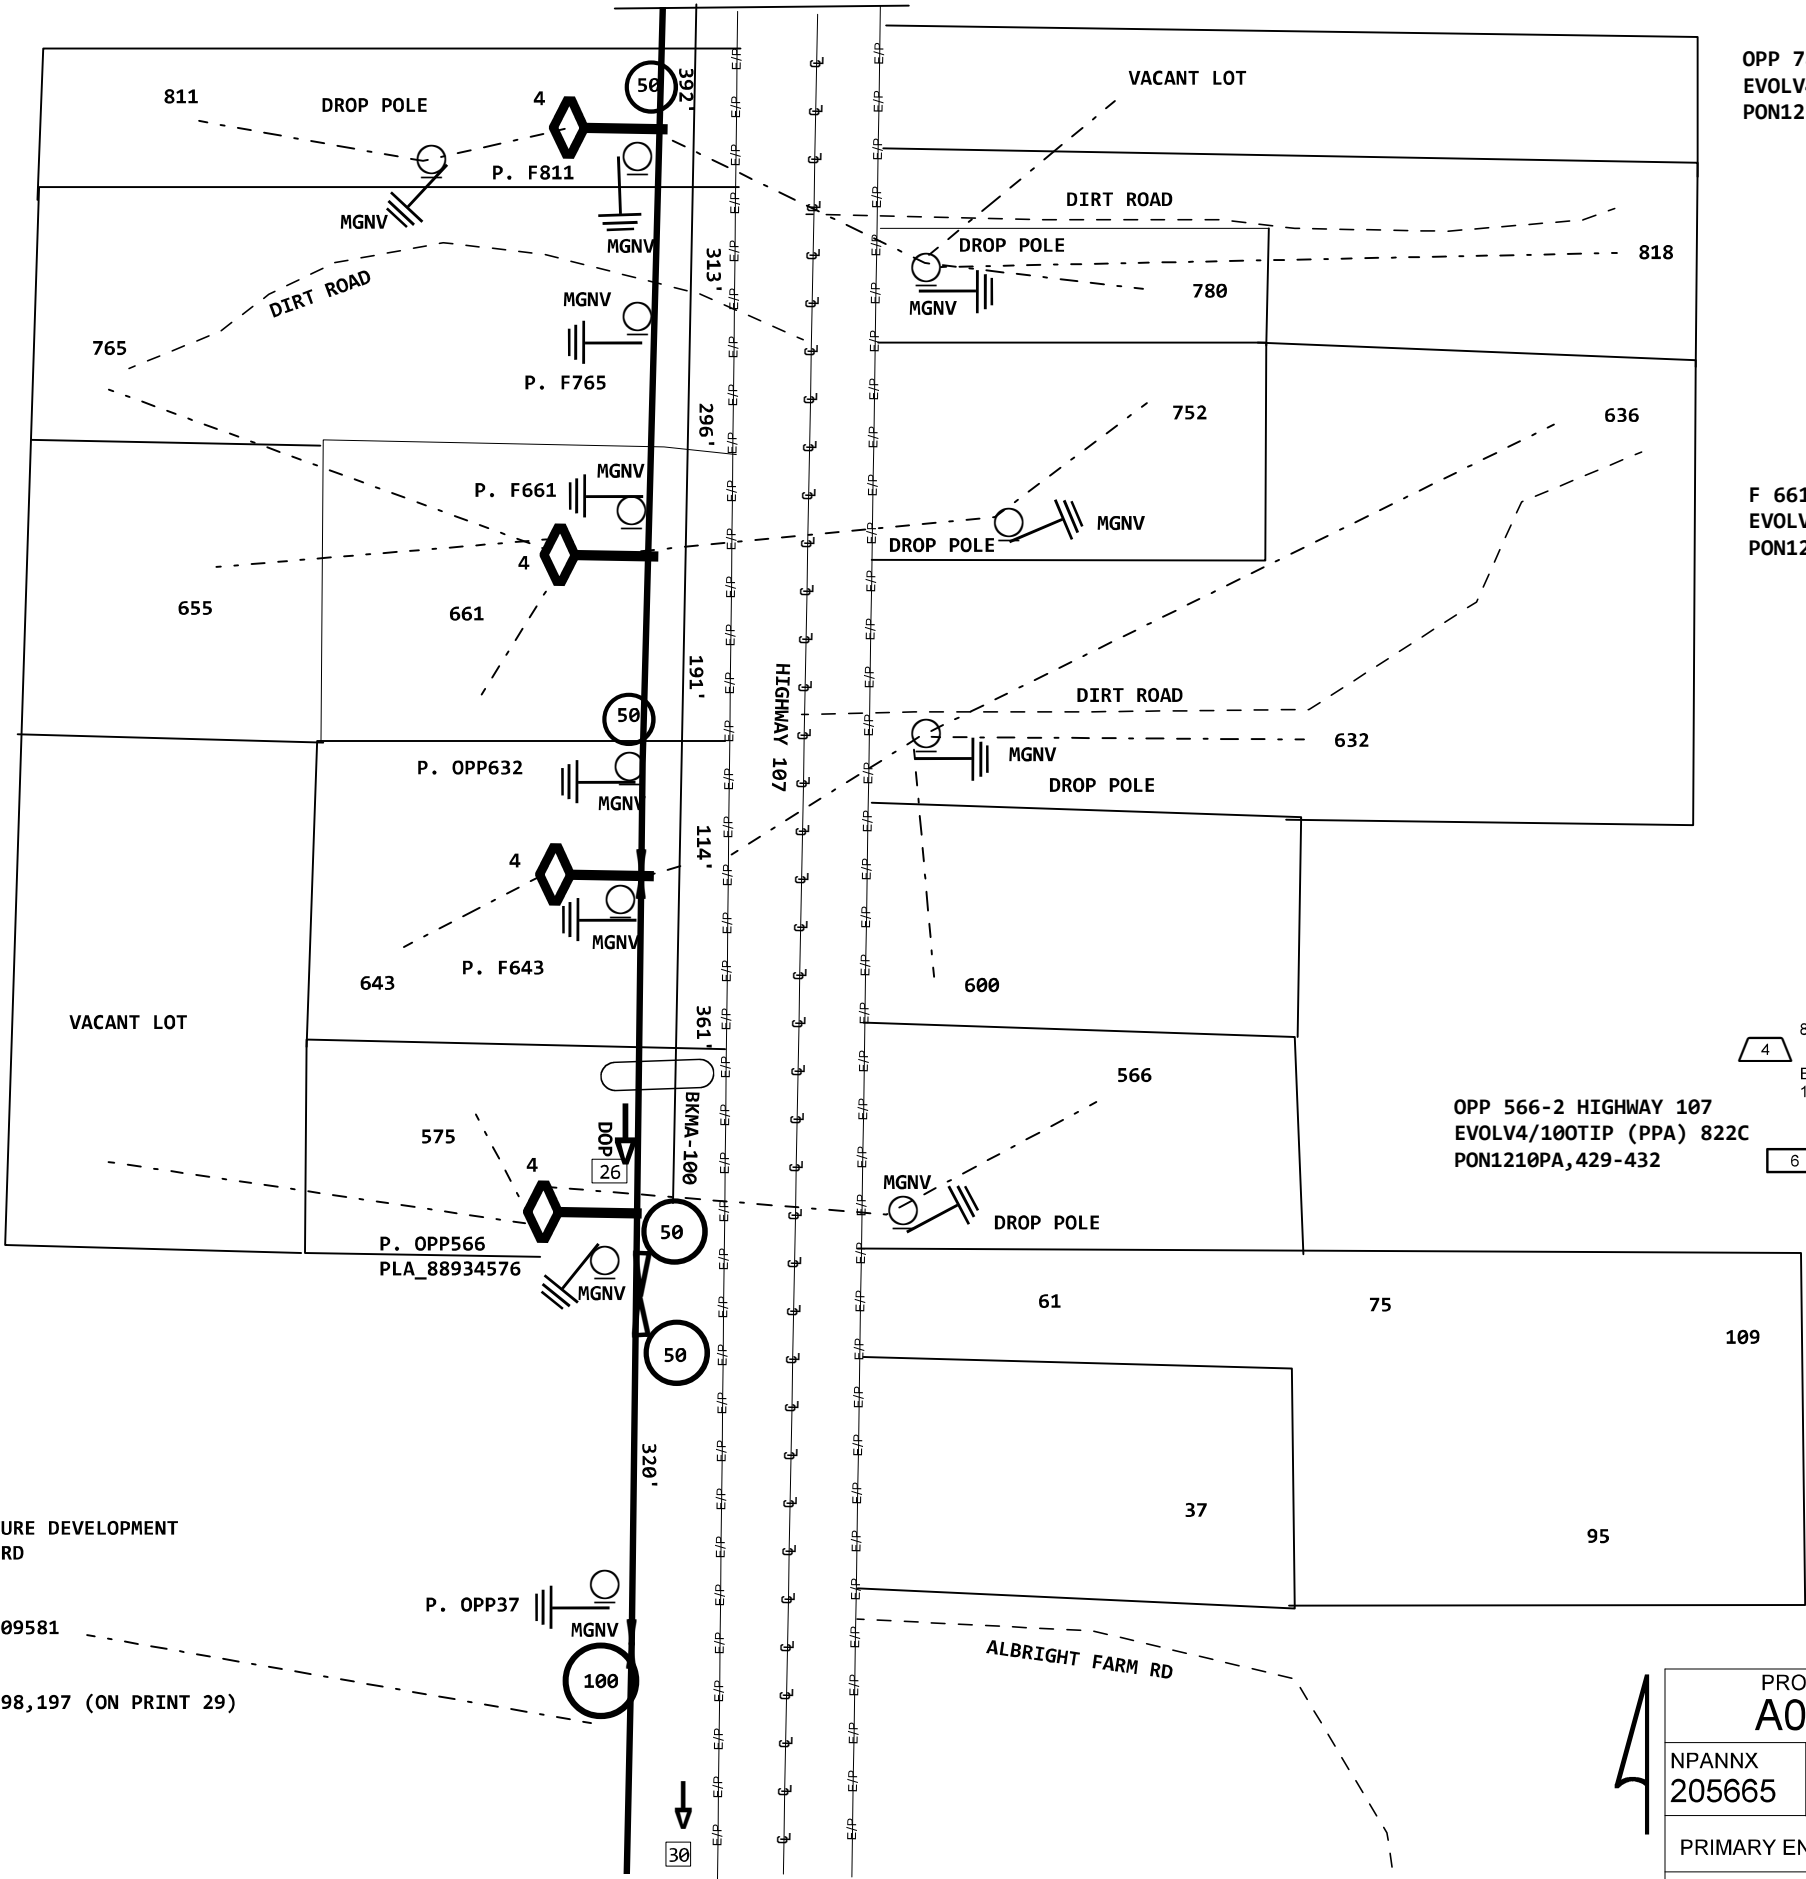 811
DROP POLE
4
50
392'
P. F811
MGNV
MGNV
VACANT LOT
OPP 7
EVOLV
PON12
DIRT ROAD
DROP POLE
818
780
MGNV
313'
DIRT ROAD
MGNV
765
P. F765
296'
752
636
MGNV
P. F661
4
MGNV
DROP POLE
F 661
EVOLV
PON12
655
661
191'
HIGHWAY 107
50
DIRT ROAD
P. OPP632
MGNV
MGNV
632
DROP POLE
4
114'
MGNV
P. F643
643
600
VACANT LOT
361'
4
566
BKMA-100
DOP
26
575
4
OPP 566-2 HIGHWAY 107
EVOLV4/10OTIP (PPA) 822C
PON1210PA,429-432
6
MGNV
DROP POLE
50
P. OPP566
PLA_88934576
MGNV
50
61
75
109
320'
37
95
URE DEVELOPMENT
RD
P. OPP37
MGNV
09581
100
98,197 (ON PRINT 29)
ALBRIGHT FARM RD
30
PRO
A0
NPANNX
205665
PRIMARY EN
E/P